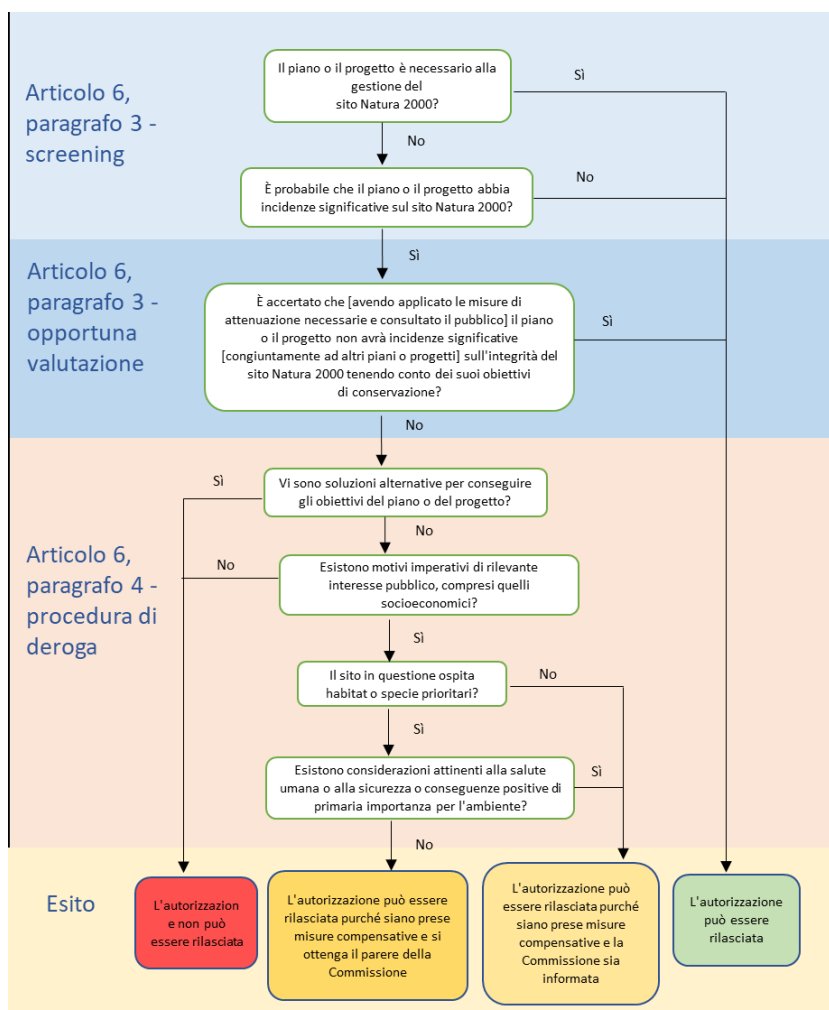 Articolo 6,
paragrafo 3 -
screening
Il piano o il progetto è necessario alla
gestione del
sito Natura 2000?
Sì
No
È probabile che il piano o il progetto abbia
incidenze significative sul sito Natura 2000?
No
Sì
Articolo 6,
paragrafo 3 -
opportuna
valutazione
È accertato che [avendo applicato le misure di
attenuazione necessarie e consultato il pubblico] il piano
o il progetto non avrà incidenze significative
[congiuntamente ad altri piani o progetti] sull'integrità del
sito Natura 2000 tenendo conto dei suoi obiettivi
di conservazione?
Sì
No
Articolo 6,
paragrafo 4 -
procedura di
deroga
Vi sono soluzioni alternative per conseguire
gli obiettivi del piano o del progetto?
Sì
No
Esistono motivi imperativi di rilevante
interesse pubblico, compresi quelli
socioeconomici?
No
Sì
Il sito in questione ospita
habitat o specie prioritari?
No
Sì
Esistono considerazioni attinenti alla salute
umana o alla sicurezza o conseguenze positive di
primaria importanza per l'ambiente?
Sì
No
Esito
L'autorizzazion
e non può
essere rilasciata
L'autorizzazione può essere
rilasciata purché siano prese
misure compensative e si
ottenga il parere della
Commissione
L'autorizzazione può
essere rilasciata purché
siano prese misure
compensative e la
Commissione sia
informata
L'autorizzazione
può essere
rilasciata